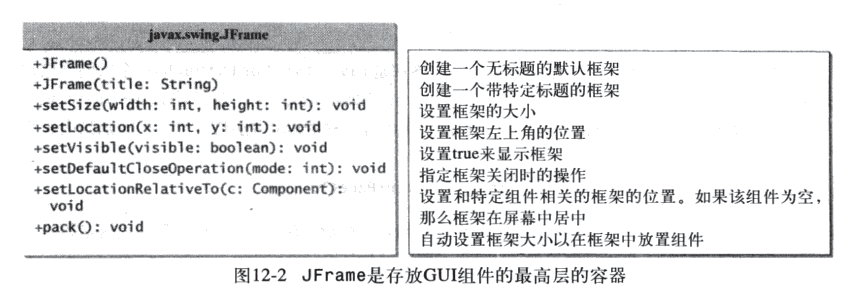 javax.swing.JFrame
+JFrame()
+JFrame(title: String)
+setSize(width: int, height: int): void
+setLocation(x: int, y: int): void
+setVisible(visible: boolean): void
+setDefaultCloseOperation(mode: int): void
+setLocationRelativeTo(c: Component):
void
+pack(): void
创建一个无标题的默认框架
创建一个带特定标题的框架
设置框架的大小
设置框架左上角的位置
设置true来显示框架
指定框架关闭时的操作
设置和特定组件相关的框架的位置。如果该组件为空，
那么框架在屏幕中居中
自动设置框架大小以在框架中放置组件
图12-2 JFrame是存放GUI组件的最高层的容器